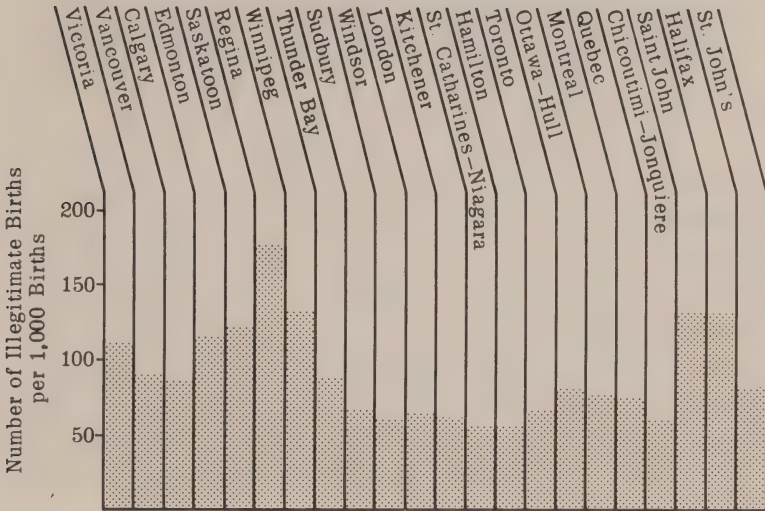 Victoria
Vancouver
Calgary
Edmonton
Saskatoon
Regina
Winnipeg
Thunder Bay
Sudbury
Windsor
London
Kitchener
St. Catharines–Niagara
Hamilton
Toronto
Ottawa–Hull
Montreal
Quebec
Chicoutimi–Jonquiere
Saint John
Halifax
St. John's
Number of Illegitimate Births
per 1,000 Births
200
150
100
50